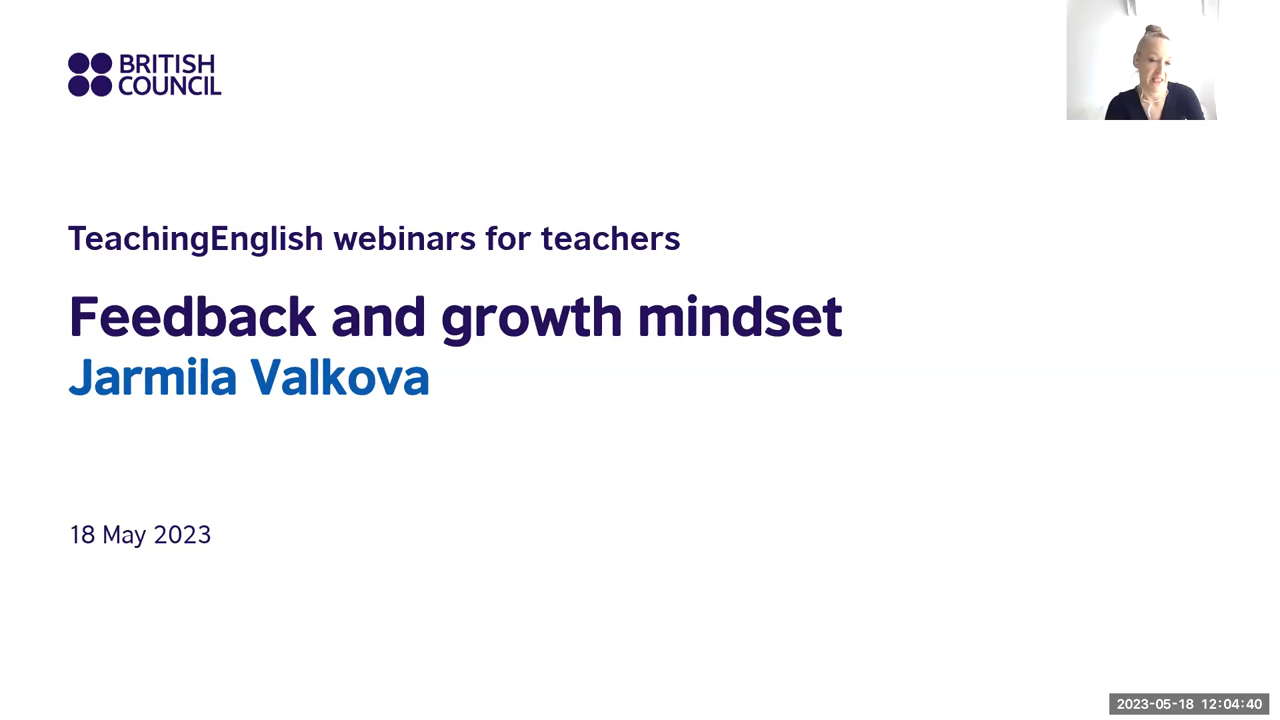 BRITISH
COUNCIL
TeachingEnglish webinars for teachers
Feedback and growth mindset
Jarmila Valkova
18 May 2023
2023-05-18 12:04:40